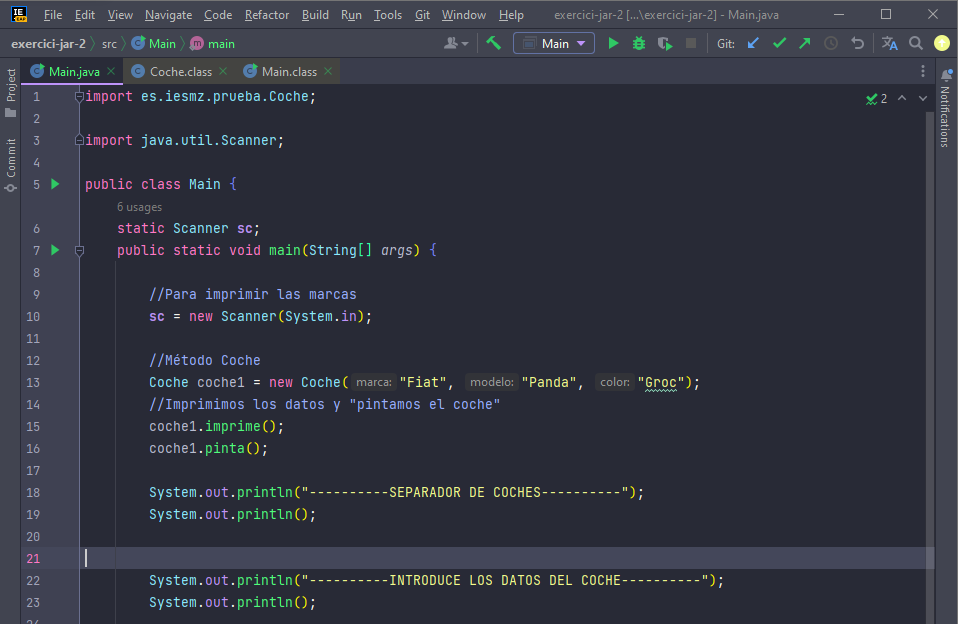 IE
EAP
File Edit View Navigate Code Refactor Build Run Tools Git Window Help exercici-jar-2 [...\exercici-jar-2] - Main.java
exercici-jar-2 src C Main m main Main Git:
Project
Commit
Notifications
C Main.java × C Coche.class × C Main.class ×
1 import es.iesmz.prueba.Coche; 2
2
3 import java.util.Scanner;
4
5 public class Main {
6 usages
6 static Scanner sc;
7 public static void main(String[] args) {
8
9 //Para imprimir las marcas
10 sc = new Scanner(System.in);
11
12 //Método Coche
13 Coche coche1 = new Coche( marca: "Fiat", modelo: "Panda", color: "Groc");
14 //Imprimimos los datos y "pintamos el coche"
15 coche1.imprime();
16 coche1.pinta();
17
18 System.out.println("----------SEPARADOR DE COCHES----------");
19 System.out.println();
20
21
22 System.out.println("----------INTRODUCE LOS DATOS DEL COCHE----------");
23 System.out.println();
24